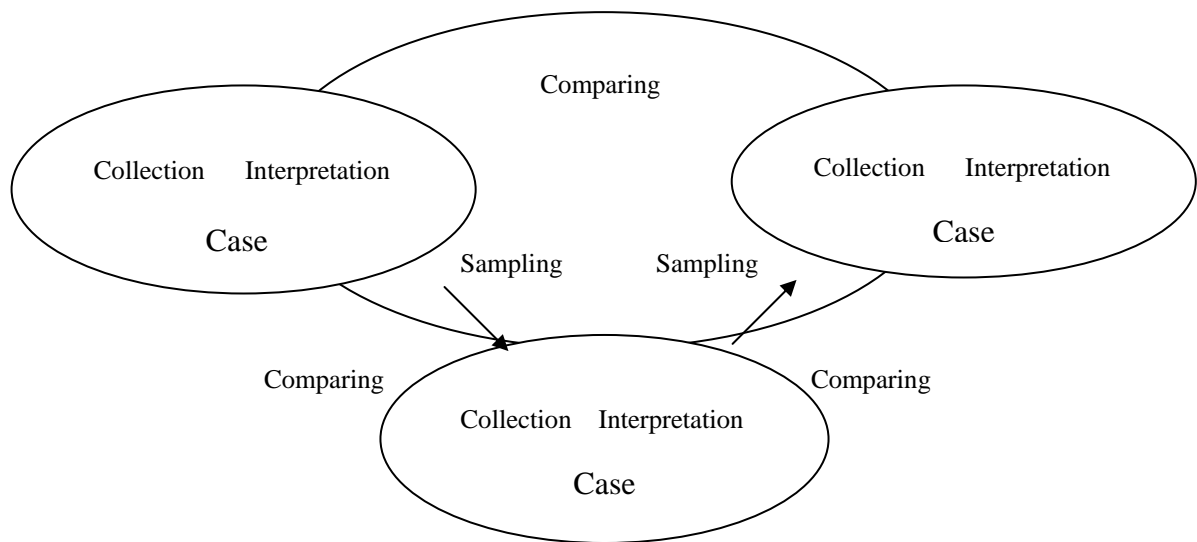 Comparing
Collection Interpretation
Case
Collection Interpretation
Case
Sampling
Sampling
Comparing
Comparing
Collection Interpretation
Case